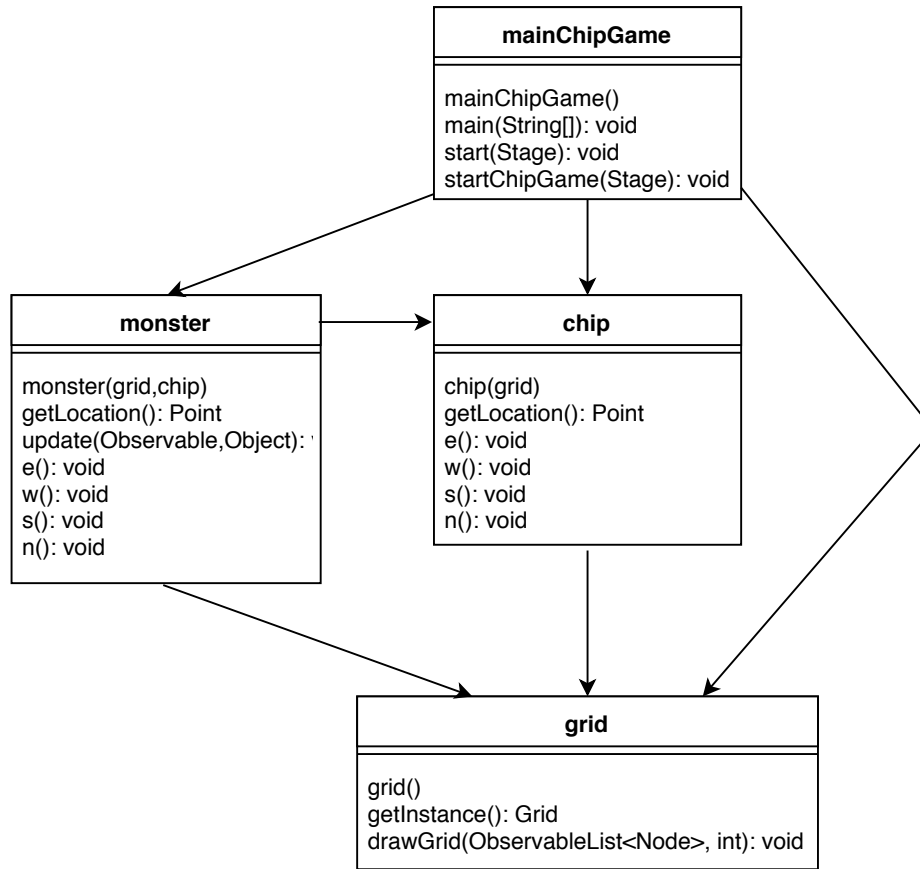 mainChipGame
mainChipGame()
main(String[]): void
start(Stage): void
startChipGame(Stage): void
monster
monster(grid,chip)
getLocation(): Point
update(Observable,Object):
e(): void
w(): void
s(): void
n(): void
chip
chip(grid)
getLocation(): Point
e(): void
w(): void
s(): void
n(): void
grid
grid()
getInstance(): Grid
drawGrid(ObservableList<Node>, int): void